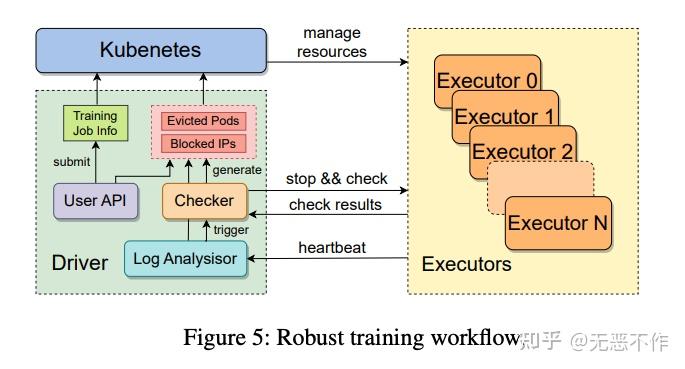 Kubenetes
manage
resources
Training
Job Info
Evicted Pods
Blocked IPs
submit
generate
User API
Checker
stop && check
check results
trigger
Log Analysisor
heartbeat
Driver
Executor 0
Executor 1
Executor 2
Executor N
Executors
Figure 5: Robust training workflow.
知乎 @无恶不作